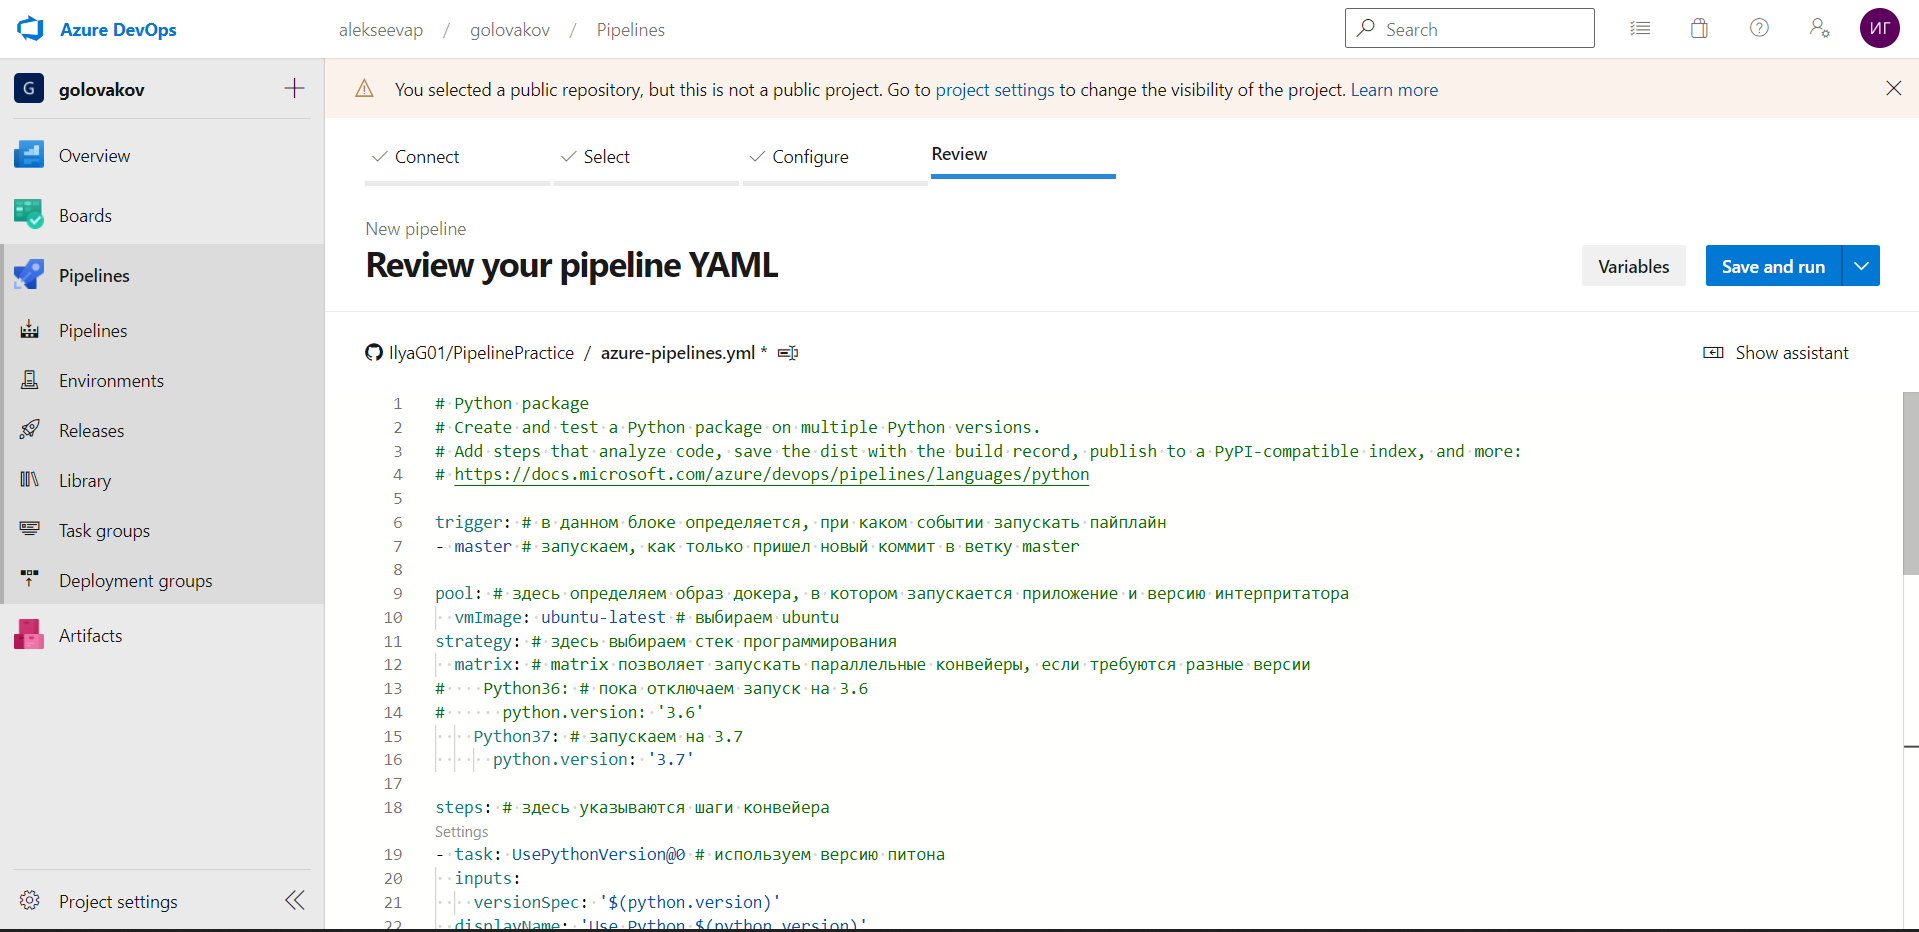 Azure DevOps
alekseevap / golovakov / Pipelines
Search
ИГ
G golovakov
Overview
Boards
Pipelines
Pipelines
Environments
Releases
Library
Task groups
Deployment groups
Artifacts
Project settings
You selected a public repository, but this is not a public project. Go to project settings to change the visibility of the project. Learn more
Connect
Select
Configure
Review
New pipeline
Review your pipeline YAML
Variables
Save and run
IlyaG01/PipelinePractice / azure-pipelines.yml *
Show assistant
1 # Python package
2 # Create and test a Python package on multiple Python versions.
3 # Add steps that analyze code, save the dist with the build record, publish to a PyPI-compatible index, and more:
4 # https://docs.microsoft.com/azure/devops/pipelines/languages/python
5
6 trigger: # в данном блоке определяется, при каком событии запускать пайплайн
7 - master # запускаем, как только пришел новый коммит в ветку master
8
9 pool: # здесь определяем образ докера, в котором запускается приложение и версию интерпритатора
10   vmImage: ubuntu-latest # выбираем ubuntu
11 strategy: # здесь выбираем стек программирования
12   matrix: # matrix позволяет запускать параллельные конвейеры, если требуются разные версии
13 #    Python36: # пока отключаем запуск на 3.6
14 #      python.version: '3.6'
15     Python37: # запускаем на 3.7
16       python.version: '3.7'
17
18 steps: # здесь указываются шаги конвейера
Settings
19 - task: UsePythonVersion@0 # используем версию питона
20   inputs:
21     versionSpec: '$(python.version)'
22   displayName: 'Use Python $(python.version)'